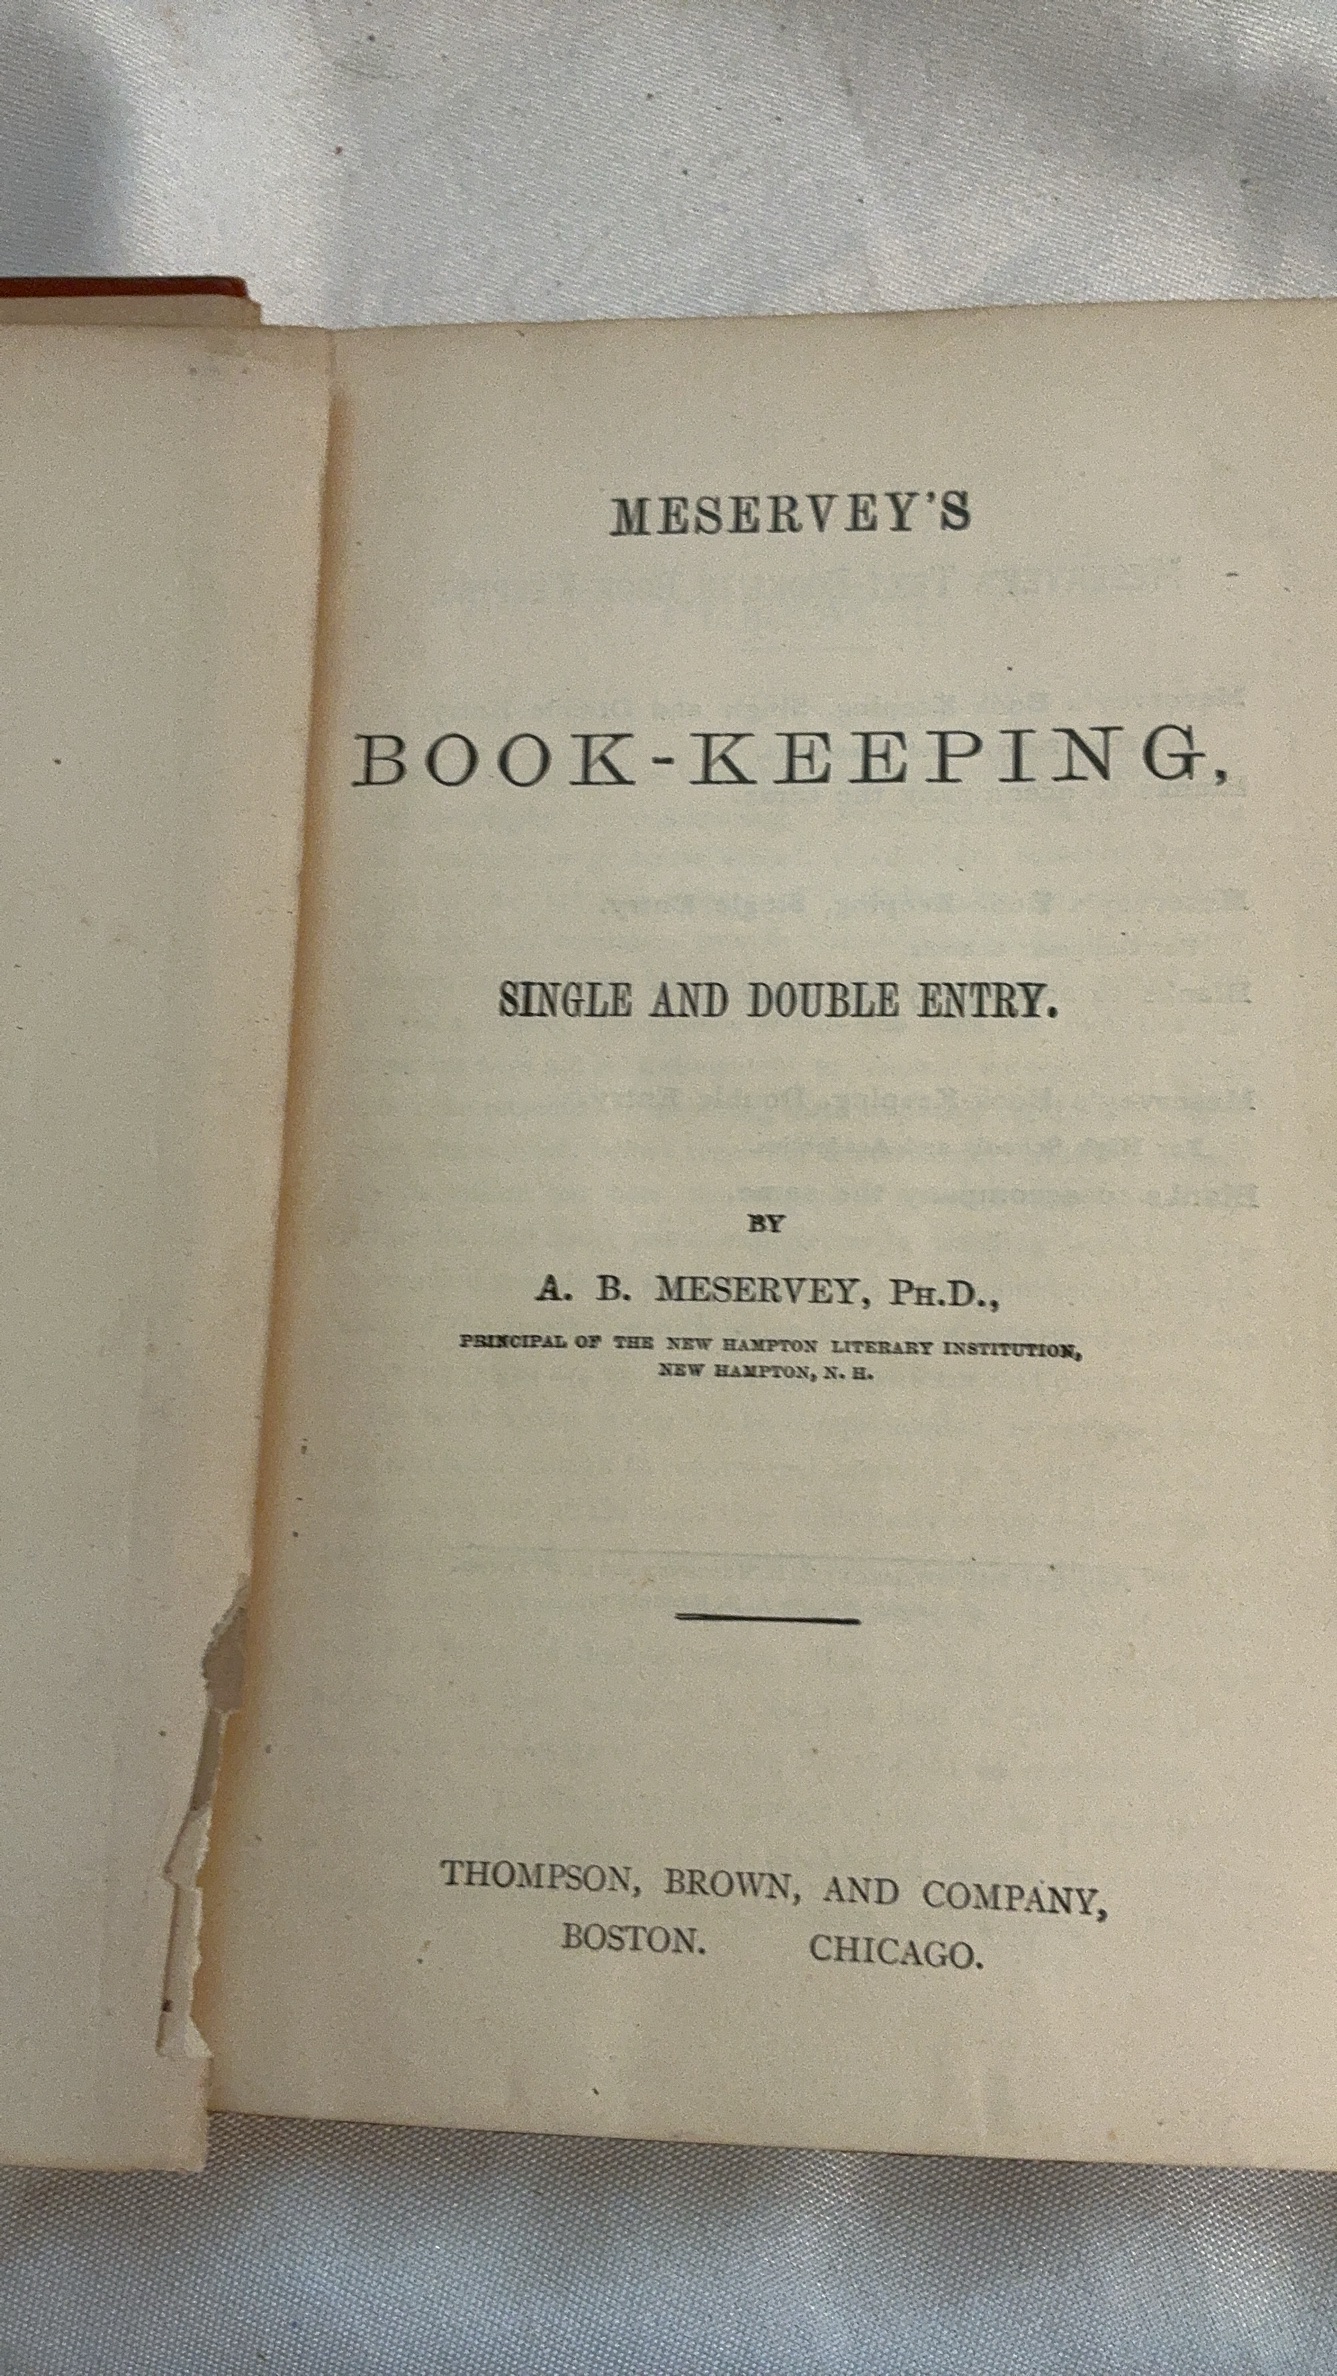 MESERVEY'S
BOOK-KEEPING,
SINGLE AND DOUBLE ENTRY.
BY
A. B. MESERVEY, PH.D.,
PRINCIPAL OF THE NEW HAMPTON LITERARY INSTITUTION,
NEW HAMPTON, N. H.
THOMPSON, BROWN, AND COMPANY,
BOSTON. CHICAGO.